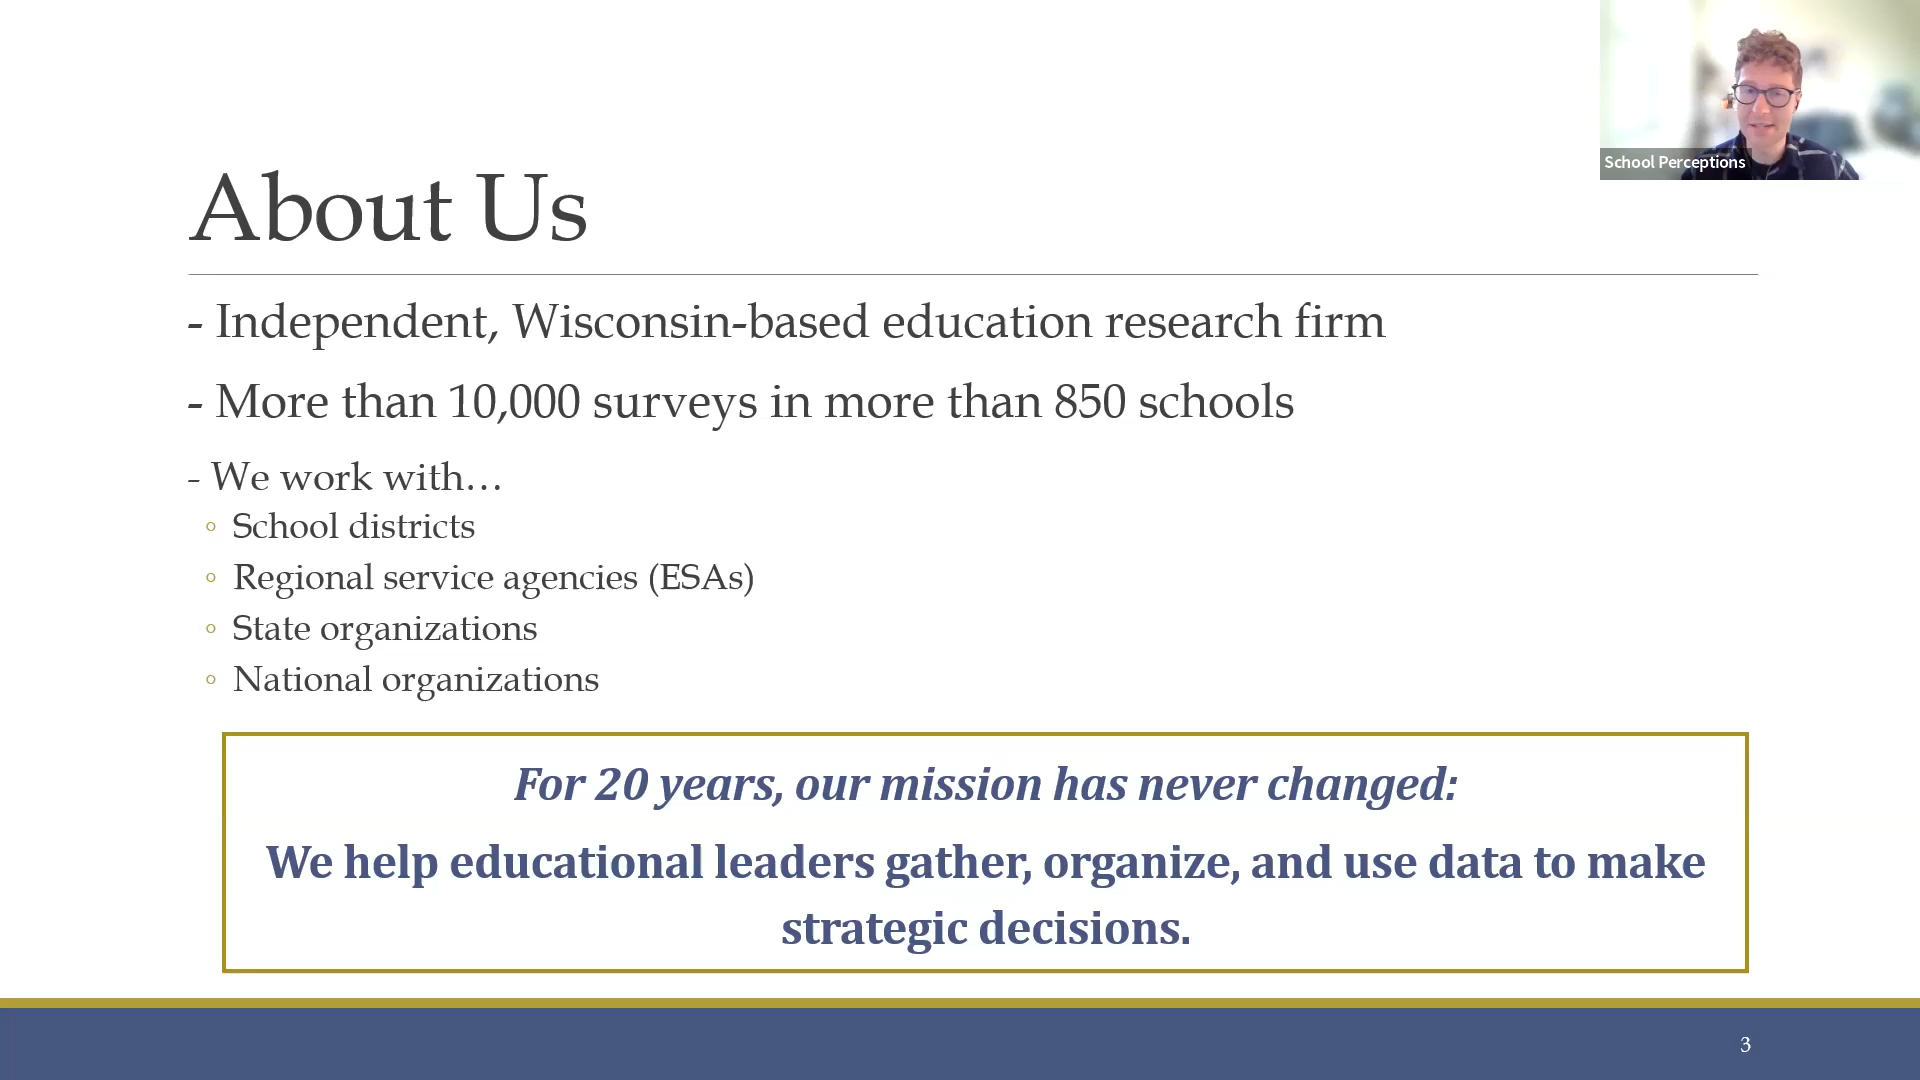 School Perceptions
About Us
- Independent, Wisconsin-based education research firm
- More than 10,000 surveys in more than 850 schools
- We work with…
◦ School districts
◦ Regional service agencies (ESAs)
◦ State organizations
◦ National organizations
For 20 years, our mission has never changed:
We help educational leaders gather, organize, and use data to make
strategic decisions.
3